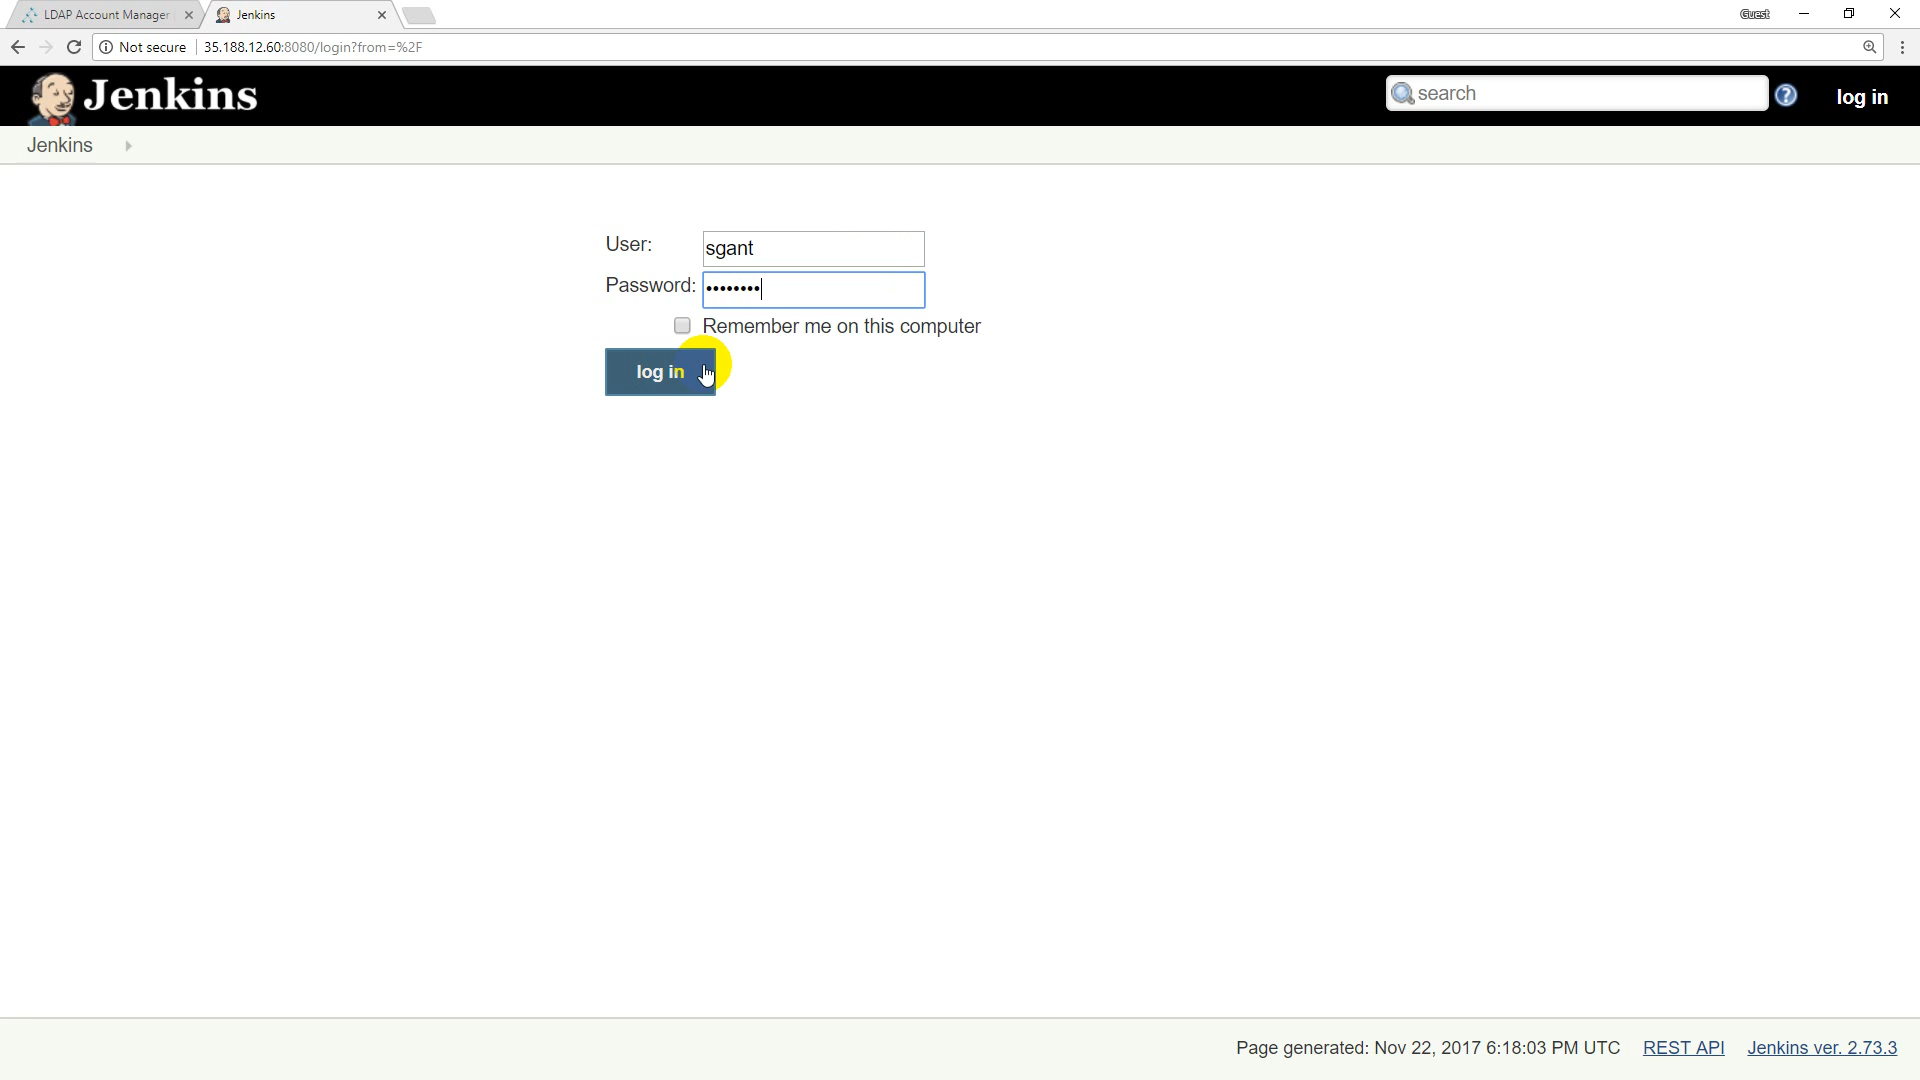 LDAP Account Manager
Jenkins
Guest
Not secure
35.188.12.60:8080/login?from=%2F
Jenkins
search
log in
Jenkins
User:
sgant
Password:
••••••••
Remember me on this computer
log in
Page generated: Nov 22, 2017 6:18:03 PM UTC
REST API
Jenkins ver. 2.73.3